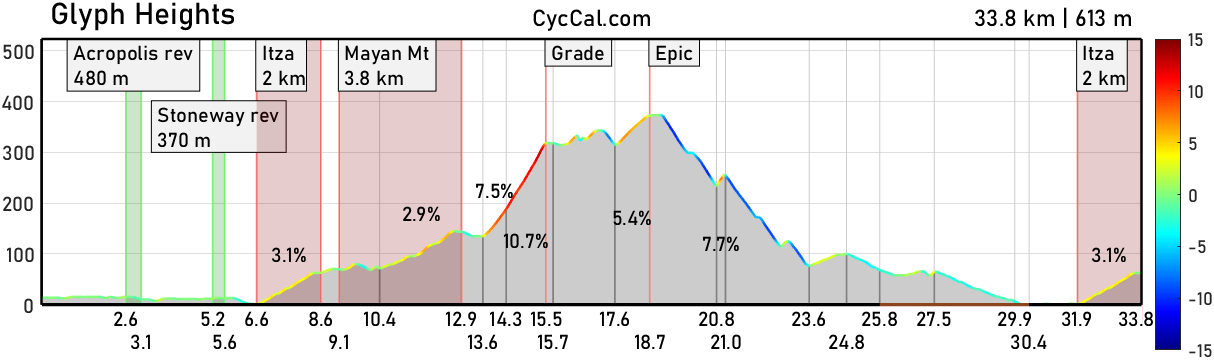 Glyph Heights
CycCal.com
33.8 km | 613 m
500
400
300
200
100
0
Acropolis rev
480 m
Stoneway rev
370 m
Itza
2 km
Mayan Mt
3.8 km
Grade
Epic
Itza
2 km
3.1%
2.9%
7.5%
10.7%
5.4%
7.7%
3.1%
2.6 5.2 6.6 8.6 10.4 12.9 14.3 15.5 17.6 20.8 23.6 25.8 27.5 29.9 31.9 33.8
3.1 5.6 9.1 13.6 15.7 18.7 21.0 24.8 30.4
15
10
5
0
-5
-10
-15